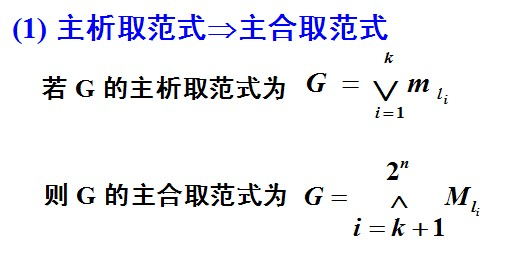 (1) 主析取范式⇒主合取范式
若 G 的主析取范式为 G = ∨_{i=1}^{k} m_{l_i}
则 G 的主合取范式为 G = ∧_{i=k+1}^{2^n} M_{l_i}